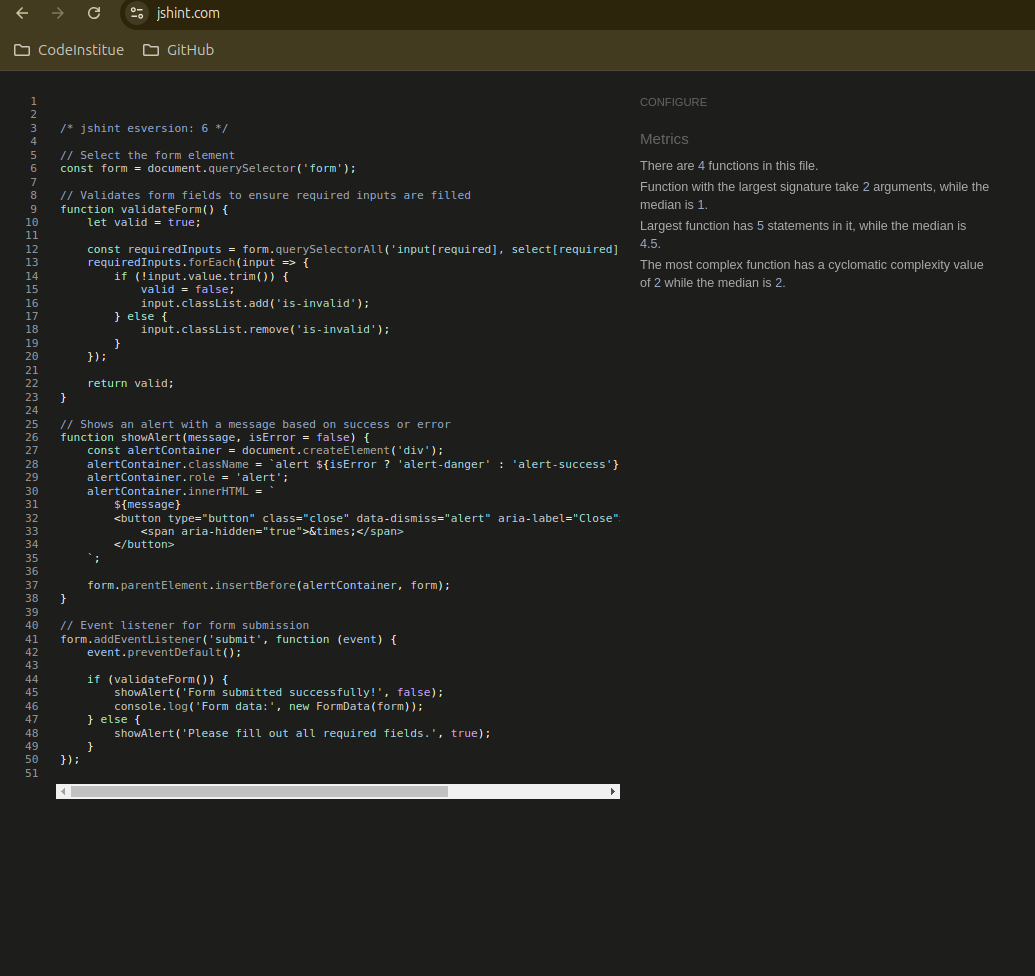 jshint.com
CodeInstitue GitHub
1
2
3 /* jshint esversion: 6 */
4
5 // Select the form element
6 const form = document.querySelector('form');
7
8 // Validates form fields to ensure required inputs are filled
9 function validateForm() {
10 let valid = true;
11
12 const requiredInputs = form.querySelectorAll('input[required], select[required]
13 requiredInputs.forEach(input => {
14 if (!input.value.trim()) {
15 valid = false;
16 input.classList.add('is-invalid');
17 } else {
18 input.classList.remove('is-invalid');
19 }
20 });
21
22 return valid;
23 }
24
25 // Shows an alert with a message based on success or error
26 function showAlert(message, isError = false) {
27 const alertContainer = document.createElement('div');
28 alertContainer.className = `alert ${isError ? 'alert-danger' : 'alert-success'}
29 alertContainer.role = 'alert';
30 alertContainer.innerHTML = `
31 ${message}
32 <button type="button" class="close" data-dismiss="alert" aria-label="Close"
33 <span aria-hidden="true">&times;</span>
34 </button>
35 `;
36
37 form.parentElement.insertBefore(alertContainer, form);
38 }
39
40 // Event listener for form submission
41 form.addEventListener('submit', function (event) {
42 event.preventDefault();
43
44 if (validateForm()) {
45 showAlert('Form submitted successfully!', false);
46 console.log('Form data:', new FormData(form));
47 } else {
48 showAlert('Please fill out all required fields.', true);
49 }
50 });
51
CONFIGURE
Metrics
There are 4 functions in this file.
Function with the largest signature take 2 arguments, while the
median is 1.
Largest function has 5 statements in it, while the median is
4.5.
The most complex function has a cyclomatic complexity value
of 2 while the median is 2.